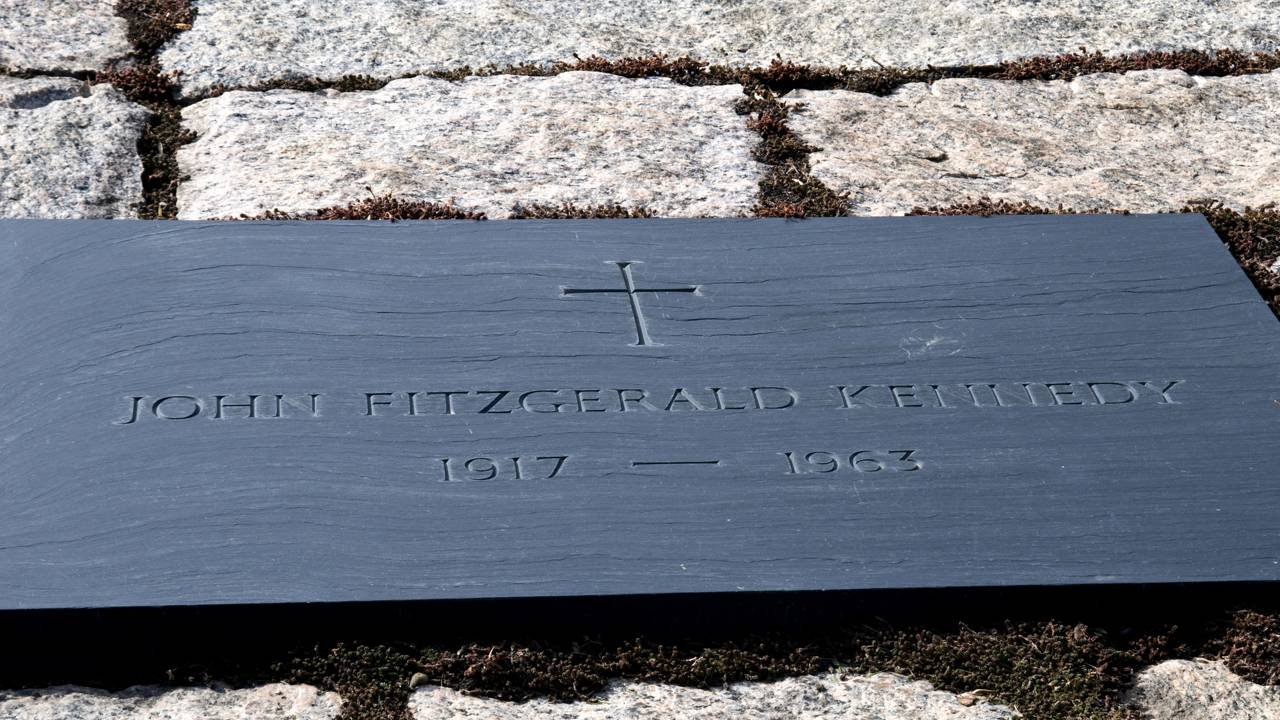 JOHN FITZGERALD KENNEDY
1917 — 1963